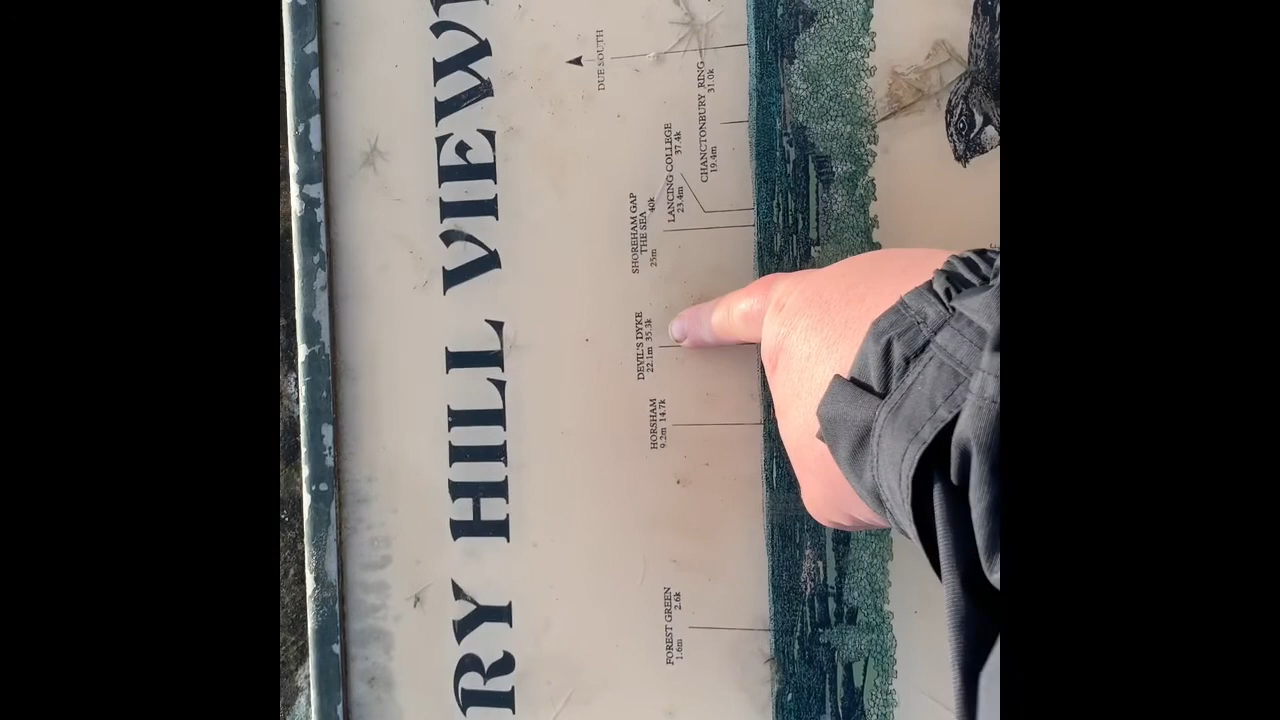 RY HILL VIEW
DUE SOUTH
CHANCTONBURY RING
19.4m 31.0k
LANCING COLLEGE
23.4m 37.4k
SHOREHAM GAP
THE SEA
25m 40k
DEVIL'S DYKE
22.1m 35.3k
HORSHAM
9.2m 14.7k
FOREST GREEN
1.6m 2.6k